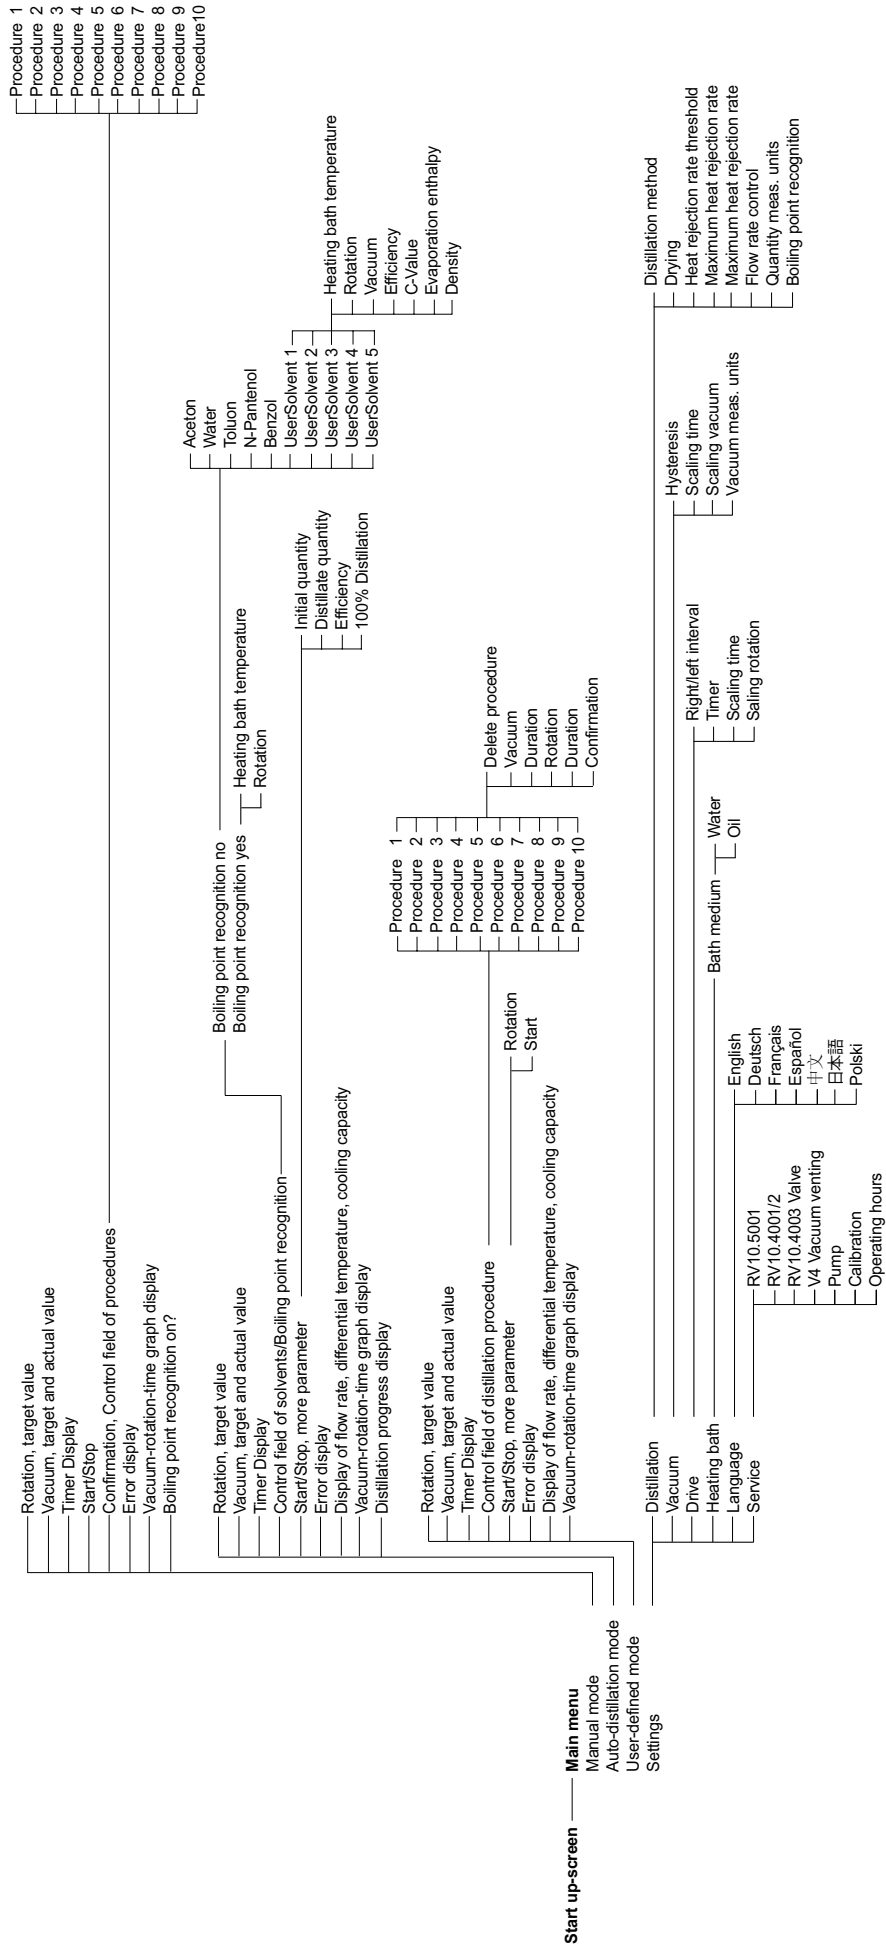 Start up-screen
Main menu
Manual mode
Auto-distillation mode
User-defined mode
Settings
Rotation, target value
Vacuum, target and actual value
Timer Display
Start/Stop
Confirmation, Control field of procedures
Error display
Vacuum-rotation-time graph display
Boiling point recognition on?
Procedure 1
Procedure 2
Procedure 3
Procedure 4
Procedure 5
Procedure 6
Procedure 7
Procedure 8
Procedure 9
Procedure10
Rotation, target value
Vacuum, target and actual value
Timer Display
Control field of solvents/Boiling point recognition
Start/Stop, more parameter
Error display
Display of flow rate, differential temperature, cooling capacity
Vacuum-rotation-time graph display
Distillation progress display
Boiling point recognition no
Boiling point recognition yes
Heating bath temperature
Rotation
Aceton
Water
Toluon
N-Pantenol
Benzol
UserSolvent 1
UserSolvent 2
UserSolvent 3
UserSolvent 4
UserSolvent 5
Heating bath temperature
Rotation
Vacuum
Efficiency
C-Value
Evaporation enthalpy
Density
Initial quantity
Distillate quantity
Efficiency
100% Distillation
Rotation, target value
Vacuum, target and actual value
Timer Display
Control field of distillation procedure
Start/Stop, more parameter
Error display
Display of flow rate, differential temperature, cooling capacity
Vacuum-rotation-time graph display
Rotation
Start
Procedure 1
Procedure 2
Procedure 3
Procedure 4
Procedure 5
Procedure 6
Procedure 7
Procedure 8
Procedure 9
Procedure 10
Delete procedure
Vacuum
Duration
Rotation
Duration
Confirmation
Distillation
Vacuum
Drive
Heating bath
Language
Service
Distillation method
Drying
Heat rejection rate threshold
Maximum heat rejection rate
Maximum heat rejection rate
Flow rate control
Quantity meas. units
Boiling point recognition
Hysteresis
Scaling time
Scaling vacuum
Vacuum meas. units
Right/left interval
Timer
Scaling time
Saling rotation
Bath medium
Water
Oil
English
Deutsch
Français
Español
中文
日本語
Polski
RV10.5001
RV10.4001/2
RV10.4003 Valve
V4 Vacuum venting
Pump
Calibration
Operating hours